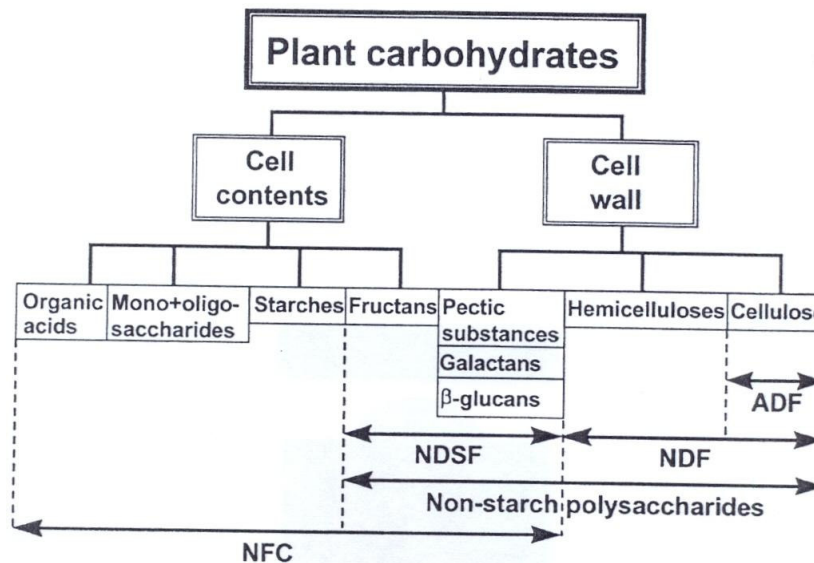 Plant carbohydrates
Cell
contents
Cell
wall
Organic
acids
Mono+oligo-
saccharides
Starches
Fructans
Pectic
substances
Galactans
β-glucans
Hemicelluloses
Cellulose
ADF
NDSF
NDF
Non-starch polysaccharides
NFC